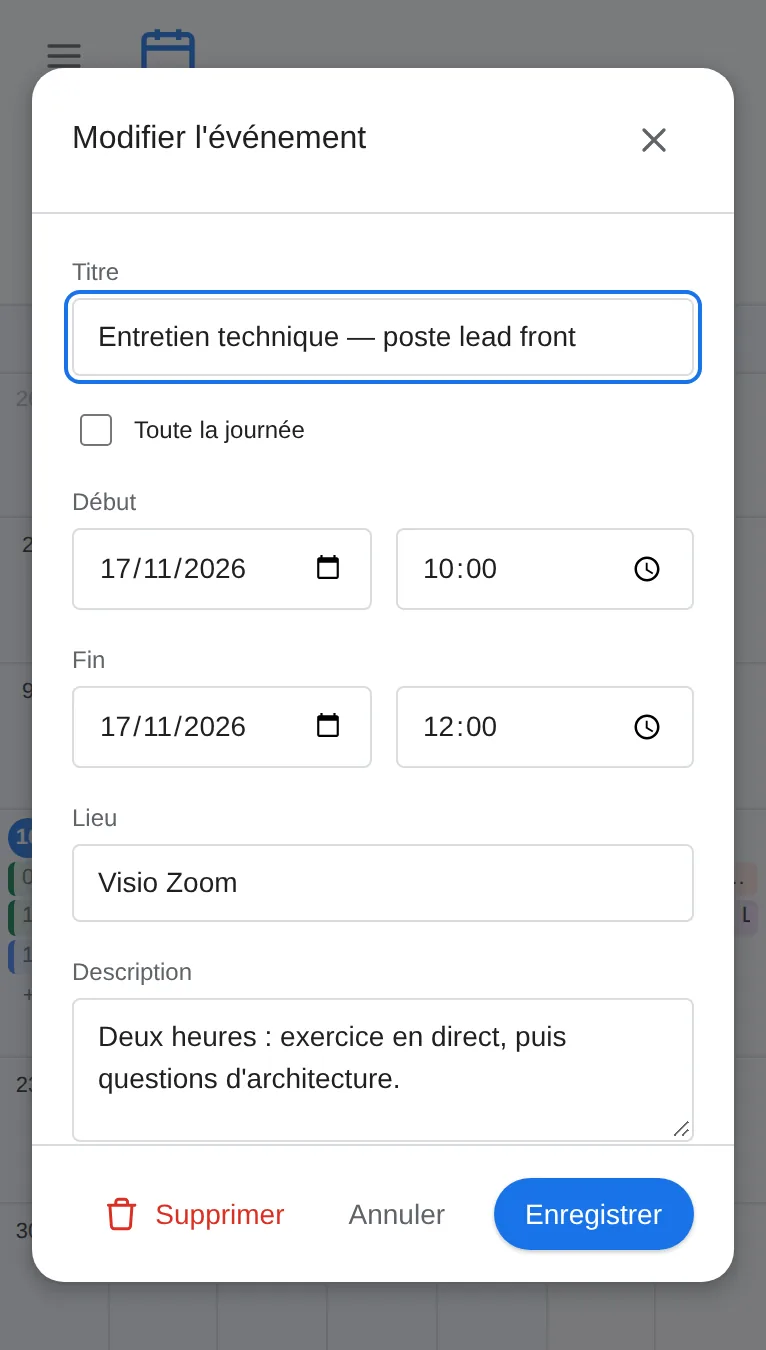 Modifier l'événement
Titre
Entretien technique — poste lead front
Toute la journée
Début
17/11/2026 10:00
Fin
17/11/2026 12:00
Lieu
Visio Zoom
Description
Deux heures : exercice en direct, puis
questions d'architecture.
Supprimer Annuler Enregistrer